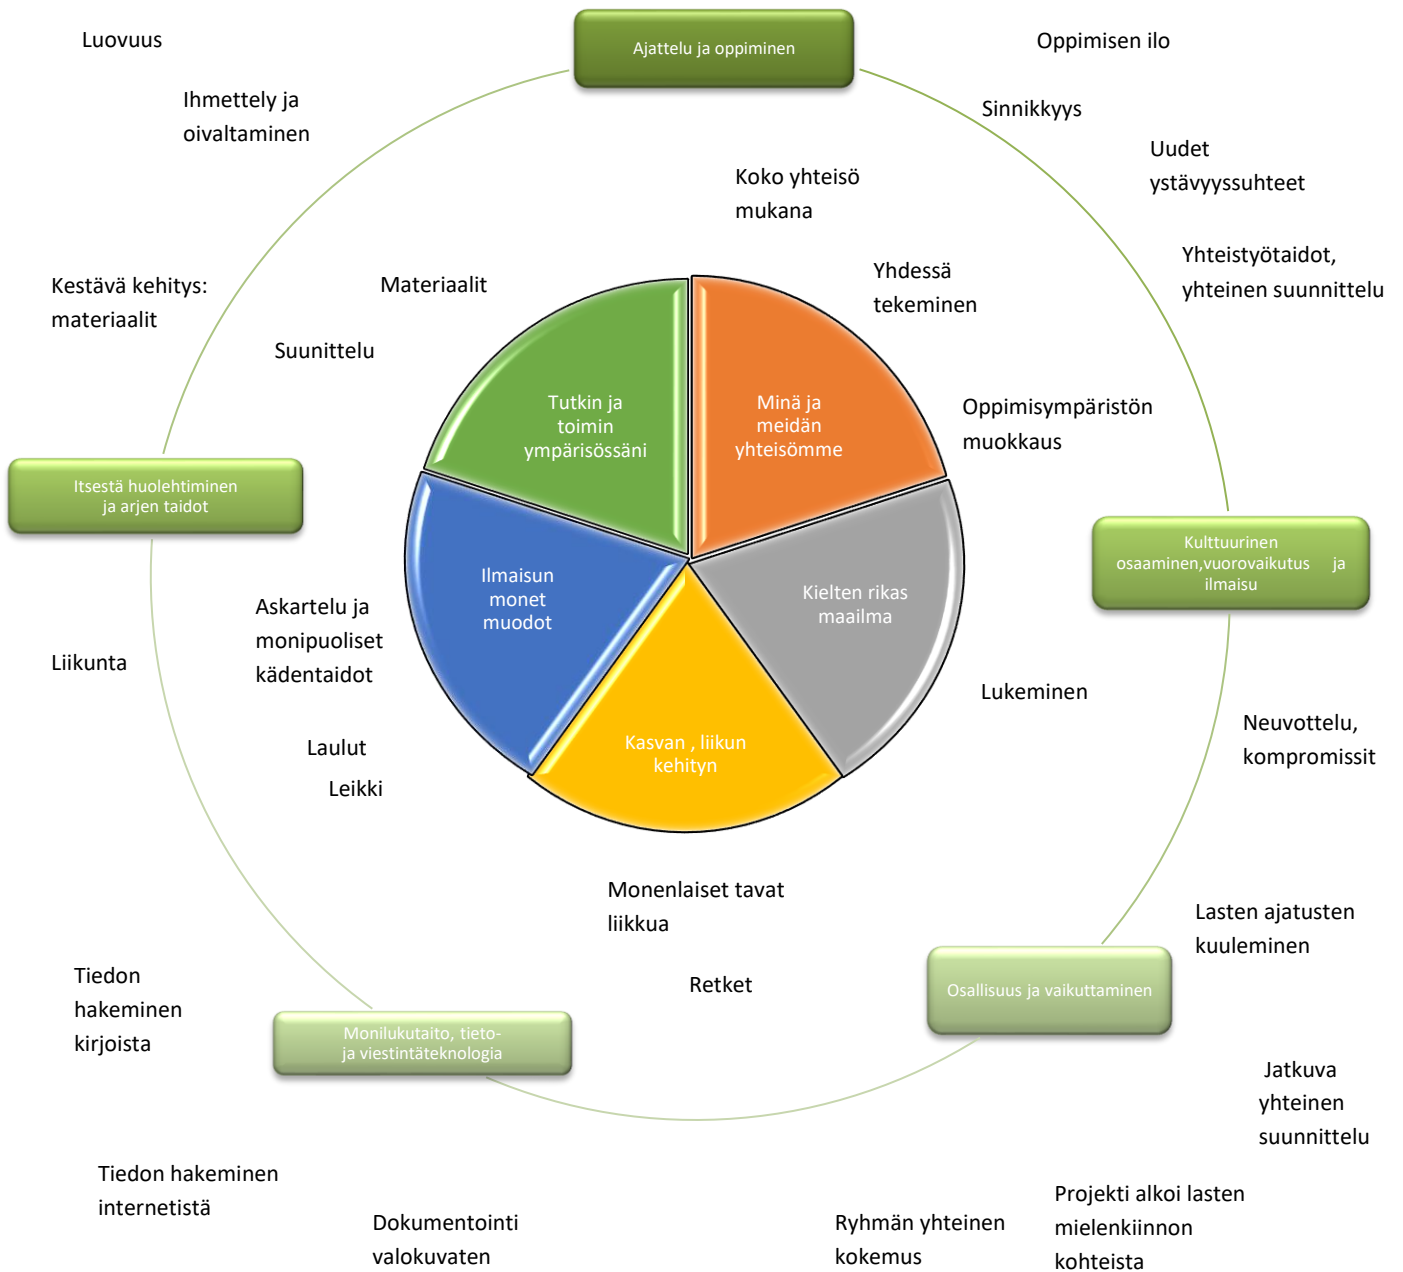 Luovuus
Ajattelu ja oppiminen
Oppimisen ilo
Ihmettely ja
oivaltaminen
Sinnikkyys
Uudet
ystävyyssuhteet
Koko yhteisö
mukana
Yhteistyötaidot,
yhteinen suunnittelu
Yhdessä
tekeminen
Materiaalit
Kestävä kehitys:
materiaalit
Suunittelu
Tutkin ja
toimin
ympärisössäni
Minä ja
meidän
yhteisömme
Oppimisympäristön
muokkaus
Itsestä huolehtiminen
ja arjen taidot
Kulttuurinen
osaaminen,vuorovaikutus ja
ilmaisu
Ilmaisun
monet
muodot
Kielten rikas
maailma
Askartelu ja
monipuoliset
kädentaidot
Liikunta
Lukeminen
Neuvottelu,
kompromissit
Kasvan , liikun
kehityn
Laulut
Leikki
Monenlaiset tavat
liikkua
Lasten ajatusten
kuuleminen
Retket
Osallisuus ja vaikuttaminen
Tiedon
hakeminen
kirjoista
Monilukutaito, tieto-
ja viestintäteknologia
Jatkuva
yhteinen
suunnittelu
Tiedon hakeminen
internetistä
Dokumentointi
valokuvaten
Ryhmän yhteinen
kokemus
Projekti alkoi lasten
mielenkiinnon
kohteista